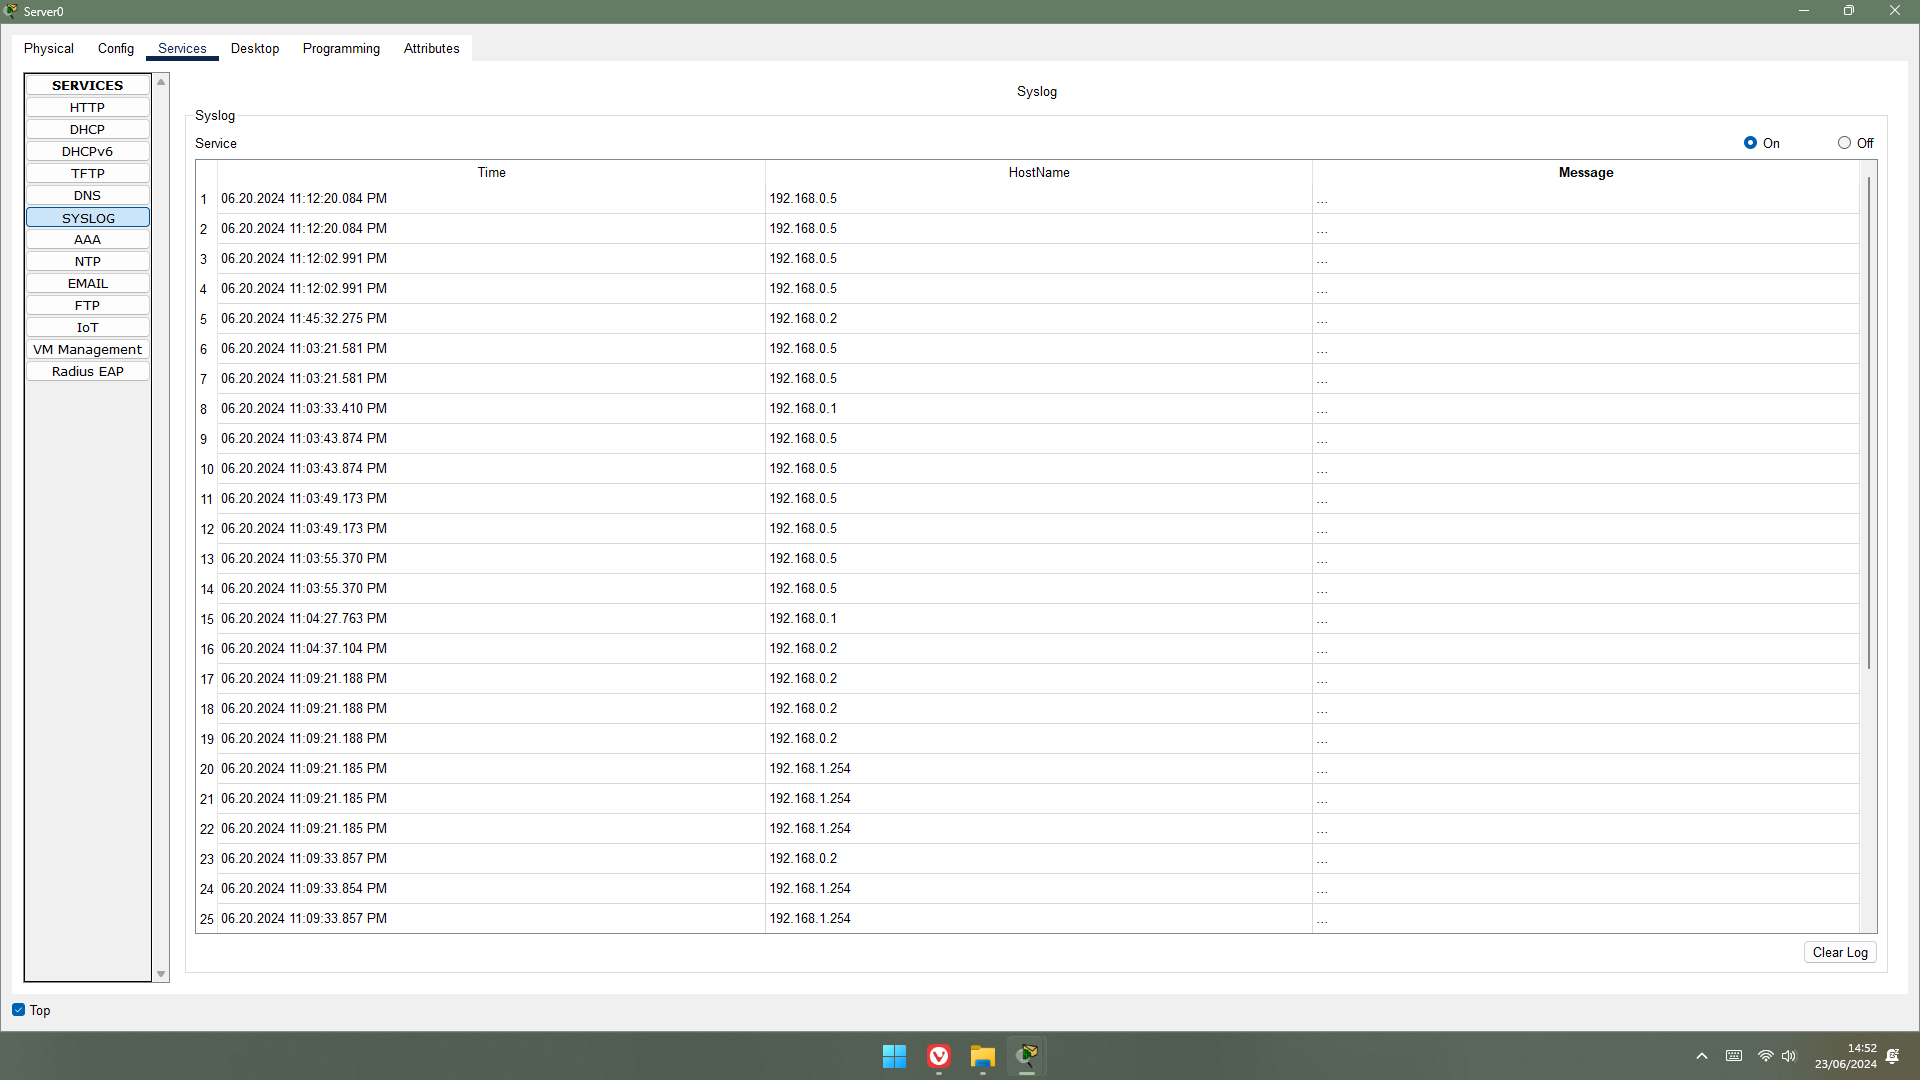 Server0
Physical Config Services Desktop Programming Attributes
SERVICES
HTTP
DHCP
DHCPv6
TFTP
DNS
SYSLOG
AAA
NTP
EMAIL
FTP
IoT
VM Management
Radius EAP
Syslog
Syslog
Service On Off
Time HostName Message
1 06.20.2024 11:12:20.084 PM 192.168.0.5 ...
2 06.20.2024 11:12:20.084 PM 192.168.0.5 ...
3 06.20.2024 11:12:02.991 PM 192.168.0.5 ...
4 06.20.2024 11:12:02.991 PM 192.168.0.5 ...
5 06.20.2024 11:45:32.275 PM 192.168.0.2 ...
6 06.20.2024 11:03:21.581 PM 192.168.0.5 ...
7 06.20.2024 11:03:21.581 PM 192.168.0.5 ...
8 06.20.2024 11:03:33.410 PM 192.168.0.1 ...
9 06.20.2024 11:03:43.874 PM 192.168.0.5 ...
10 06.20.2024 11:03:43.874 PM 192.168.0.5 ...
11 06.20.2024 11:03:49.173 PM 192.168.0.5 ...
12 06.20.2024 11:03:49.173 PM 192.168.0.5 ...
13 06.20.2024 11:03:55.370 PM 192.168.0.5 ...
14 06.20.2024 11:03:55.370 PM 192.168.0.5 ...
15 06.20.2024 11:04:27.763 PM 192.168.0.1 ...
16 06.20.2024 11:04:37.104 PM 192.168.0.2 ...
17 06.20.2024 11:09:21.188 PM 192.168.0.2 ...
18 06.20.2024 11:09:21.188 PM 192.168.0.2 ...
19 06.20.2024 11:09:21.188 PM 192.168.0.2 ...
20 06.20.2024 11:09:21.185 PM 192.168.1.254 ...
21 06.20.2024 11:09:21.185 PM 192.168.1.254 ...
22 06.20.2024 11:09:21.185 PM 192.168.1.254 ...
23 06.20.2024 11:09:33.857 PM 192.168.0.2 ...
24 06.20.2024 11:09:33.854 PM 192.168.1.254 ...
25 06.20.2024 11:09:33.857 PM 192.168.1.254 ...
Clear Log
Top
14:52
23/06/2024